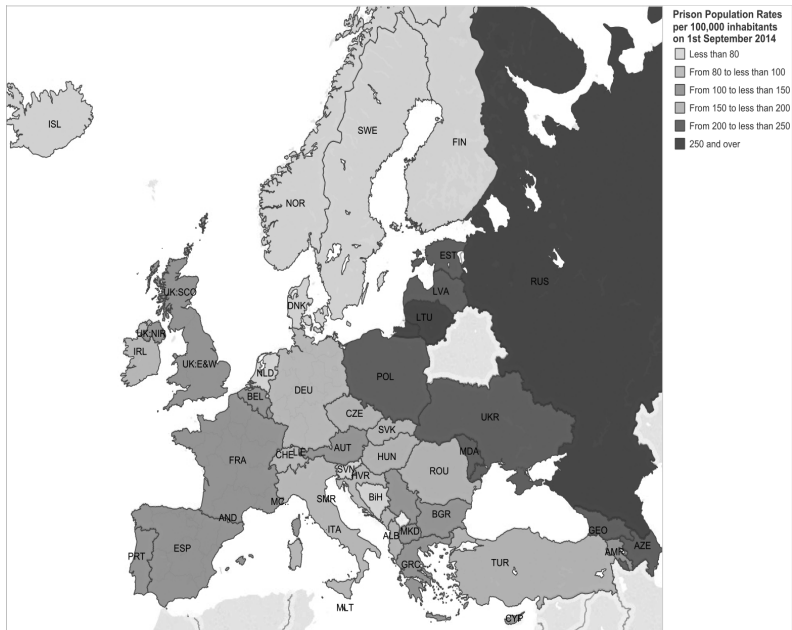 Prison Population Rates
per 100,000 inhabitants
on 1st September 2014
Less than 80
From 80 to less than 100
From 100 to less than 150
From 150 to less than 200
From 200 to less than 250
250 and over
ISL
SWE
FIN
NOR
EST
RUS
LVA
UK:SCO
DNK
LTU
UK:NIR
IRL
UK:E&W
NLD
POL
DEU
BEL
CZE
UKR
SVK
AUT
MDA
LIE
CHE
HUN
FRA
ROU
SVN
HVR
BiH
MC..
SMR
BGR
AND
ITA
MKD
GEO
ALB
ESP
AMR
AZE
PRT
TUR
GRC
MLT
CYP